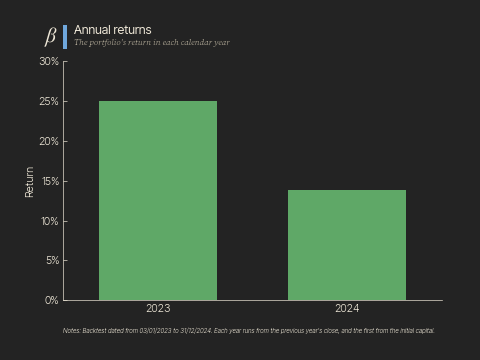 β
Annual returns
The portfolio's return in each calendar year
30%
25%
20%
15%
10%
5%
0%
Return
2023
2024
Notes: Backtest dated from 03/01/2023 to 31/12/2024. Each year runs from the previous year's close, and the first from the initial capital.